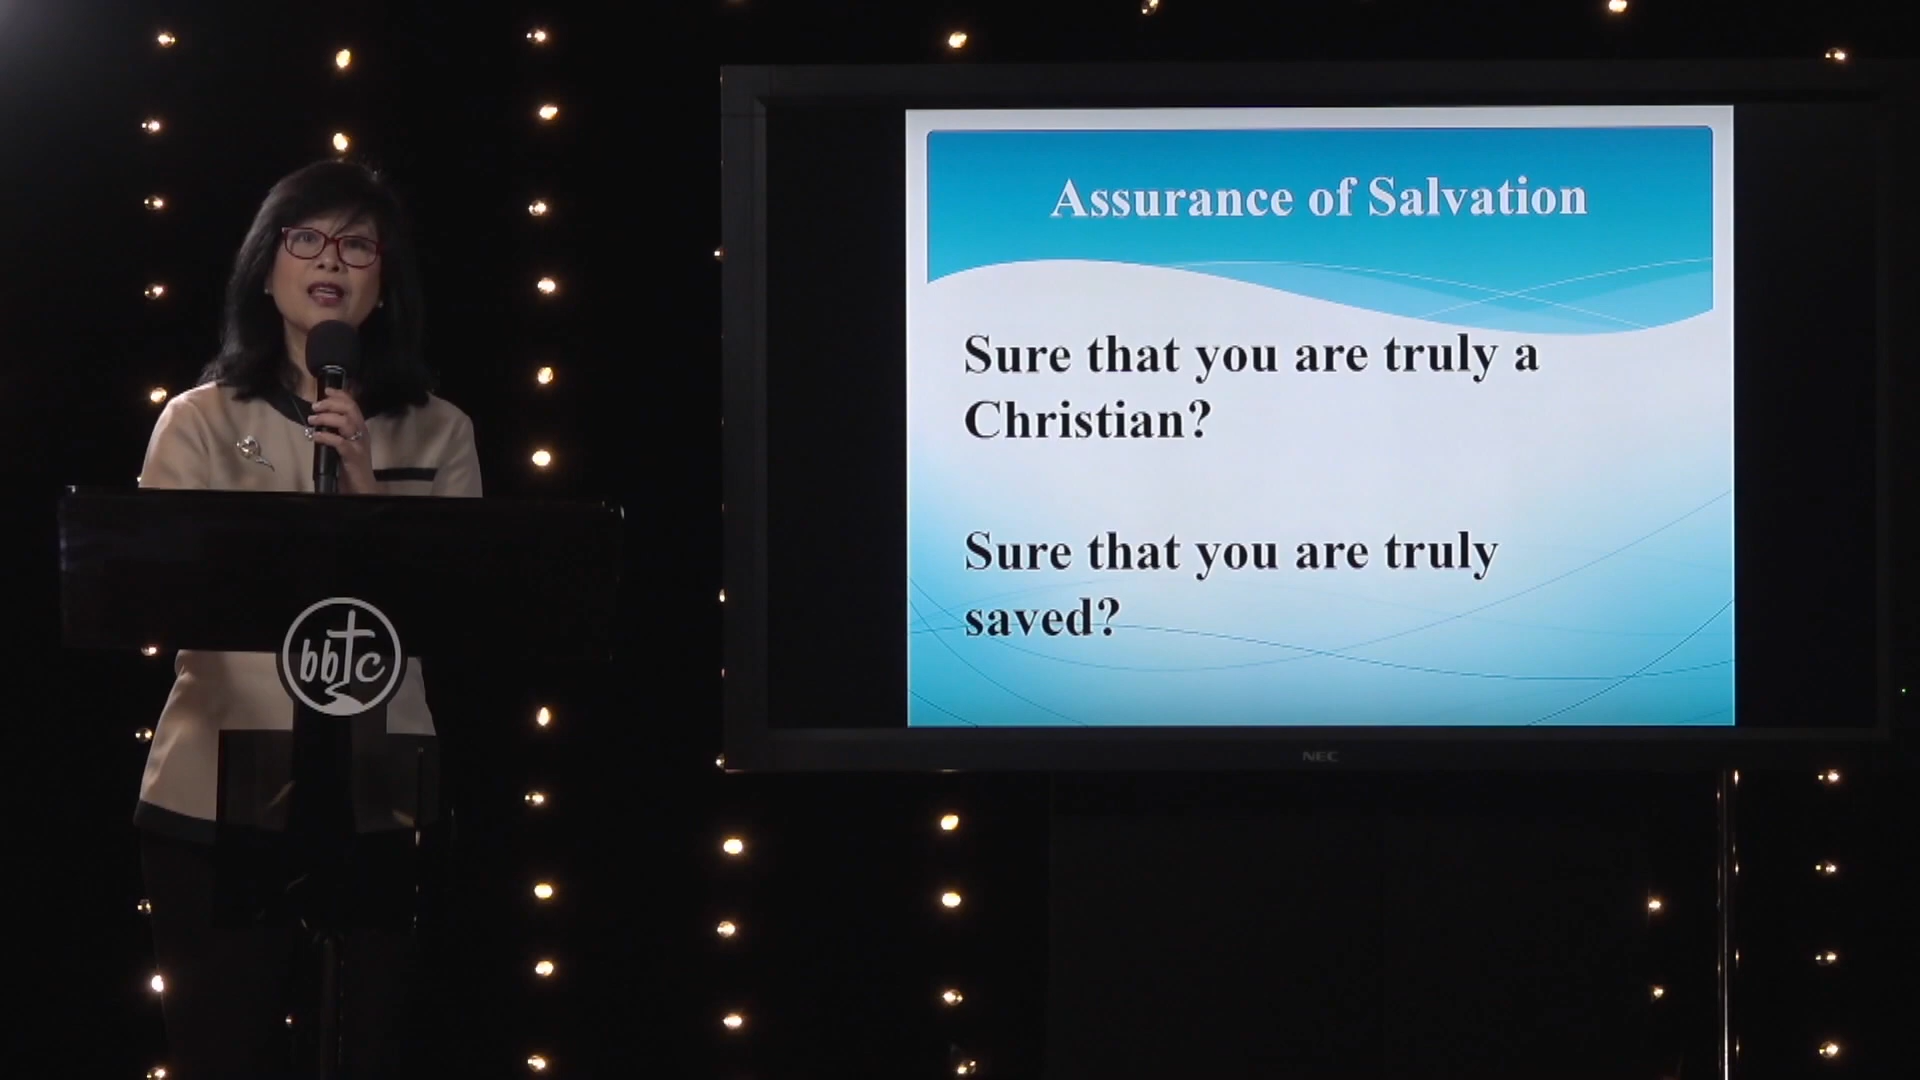 Assurance of Salvation
Sure that you are truly a
Christian?
Sure that you are truly
saved?
bbtc
NEC